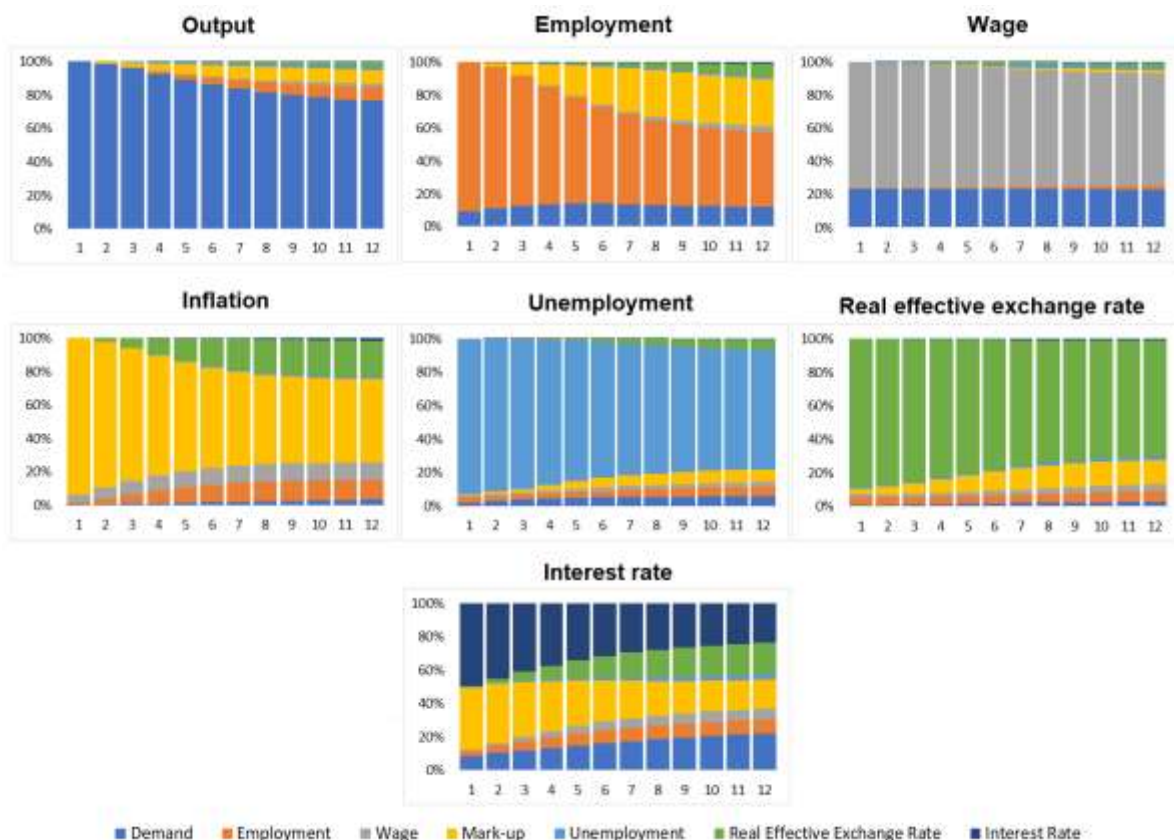 Output Employment Wage
100% 100% 100%
80% 80% 80%
60% 60% 60%
40% 40% 40%
20% 20% 20%
0% 0% 0%
1 2 3 4 5 6 7 8 9 10 11 12 1 2 3 4 5 6 7 8 9 10 11 12 1 2 3 4 5 6 7 8 9 10 11 12
Inflation Unemployment Real effective exchange rate
100% 100% 100%
80% 80% 80%
60% 60% 60%
40% 40% 40%
20% 20% 20%
0% 0% 0%
1 2 3 4 5 6 7 8 9 10 11 12 1 2 3 4 5 6 7 8 9 10 11 12 1 2 3 4 5 6 7 8 9 10 11 12
Interest rate
100%
80%
60%
40%
20%
0%
1 2 3 4 5 6 7 8 9 10 11 12
Demand Employment Wage Mark-up Unemployment Real Effective Exchange Rate Interest Rate